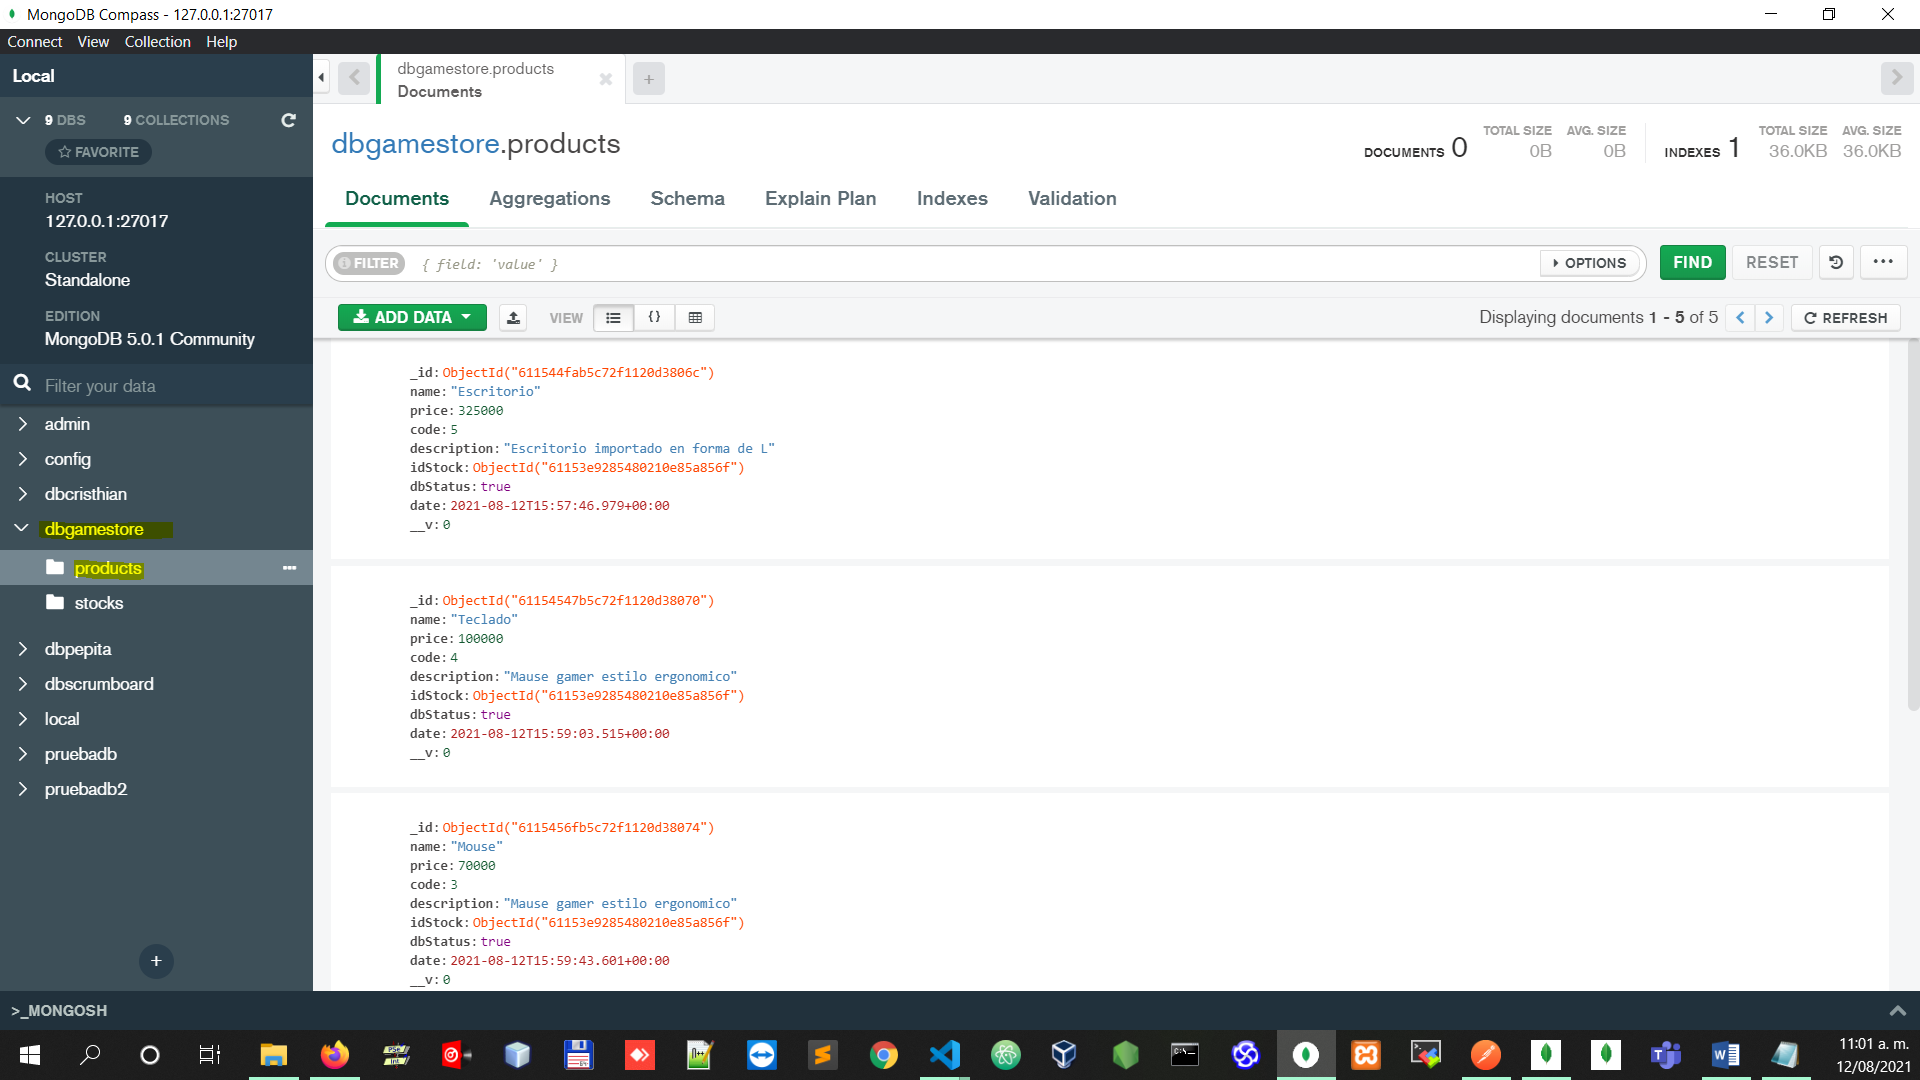 MongoDB Compass - 127.0.0.1:27017
Connect View Collection Help
Local
9 DBS 9 COLLECTIONS
FAVORITE
HOST
127.0.0.1:27017
CLUSTER
Standalone
EDITION
MongoDB 5.0.1 Community
Filter your data
admin
config
dbcristhian
dbgamestore
products
stocks
dbpepita
dbscrumboard
local
pruebadb
pruebadb2
dbgamestore.products
Documents
dbgamestore.products
DOCUMENTS 0 TOTAL SIZE 0B AVG. SIZE 0B INDEXES 1 TOTAL SIZE 36.0KB AVG. SIZE 36.0KB
Documents Aggregations Schema Explain Plan Indexes Validation
FILTER { field: 'value' } OPTIONS FIND RESET
ADD DATA VIEW {} Displaying documents 1 - 5 of 5 REFRESH
_id: ObjectId("611544fab5c72f1120d3806c")
name: "Escritorio"
price: 325000
code: 5
description: "Escritorio importado en forma de L"
idStock: ObjectId("61153e9285480210e85a856f")
dbStatus: true
date: 2021-08-12T15:57:46.979+00:00
__v: 0
_id: ObjectId("61154547b5c72f1120d38070")
name: "Teclado"
price: 100000
code: 4
description: "Mause gamer estilo ergonomico"
idStock: ObjectId("61153e9285480210e85a856f")
dbStatus: true
date: 2021-08-12T15:59:03.515+00:00
__v: 0
_id: ObjectId("6115456fb5c72f1120d38074")
name: "Mouse"
price: 70000
code: 3
description: "Mause gamer estilo ergonomico"
idStock: ObjectId("61153e9285480210e85a856f")
dbStatus: true
date: 2021-08-12T15:59:43.601+00:00
__v: 0
>_MONGOSH
11:01 a. m.
12/08/2021